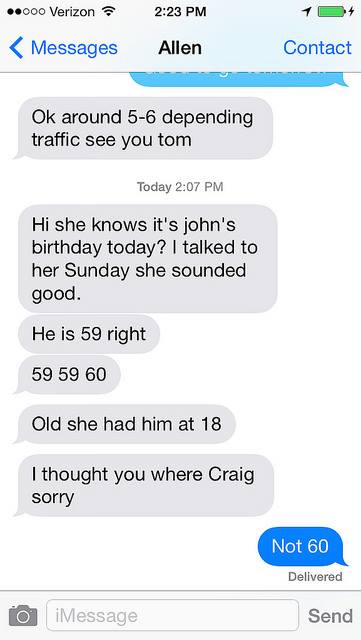 Verizon 2:23 PM
Messages Allen Contact
Ok around 5-6 depending
traffic see you tom
Today 2:07 PM
Hi she knows it's john's
birthday today? I talked to
her Sunday she sounded
good.
He is 59 right
59 59 60
Old she had him at 18
I thought you where Craig
sorry
Not 60
Delivered
iMessage Send